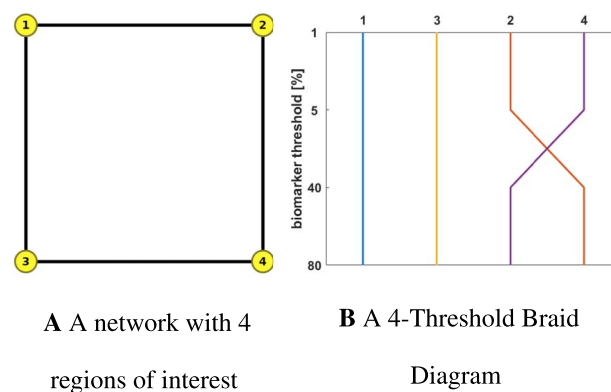 1 2
3 4
1 3 2 4
1
5
40
80
biomarker threshold [%]
A A network with 4
regions of interest
B A 4-Threshold Braid
Diagram